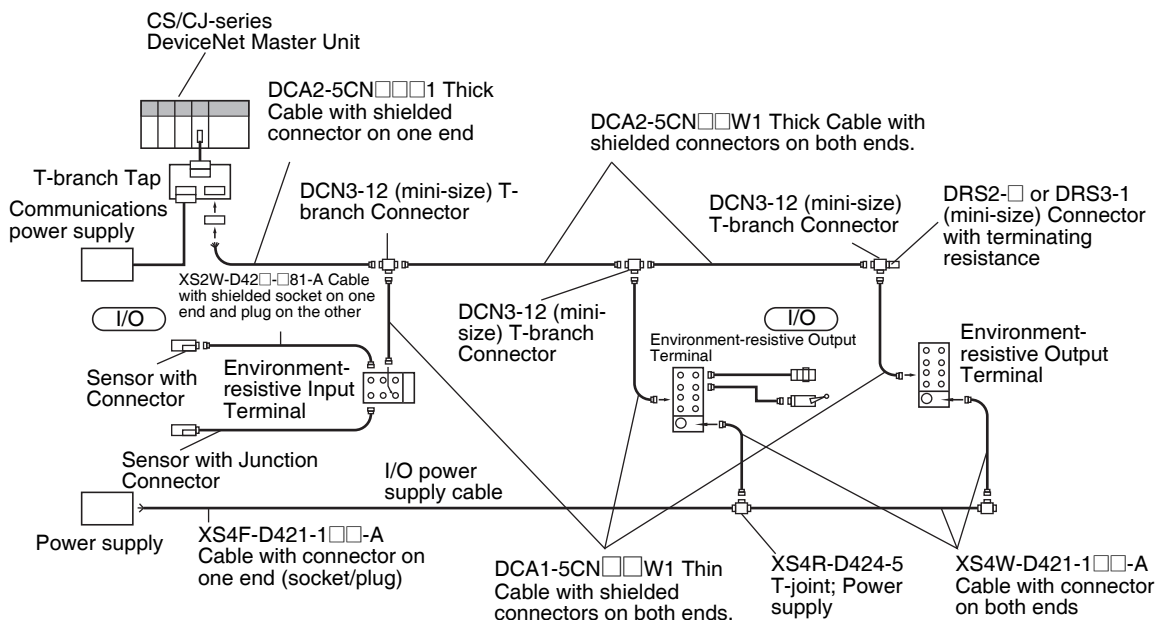 CS/CJ-series
DeviceNet Master Unit
DCA2-5CN□□□1 Thick
Cable with shielded
connector on one end
DCA2-5CN□□W1 Thick Cable with
shielded connectors on both ends.
T-branch Tap
Communications
power supply
DCN3-12 (mini-size) T-
branch Connector
DCN3-12 (mini-size)
T-branch Connector
DRS2-□ or DRS3-1
(mini-size) Connector
with terminating
resistance
XS2W-D42□-□81-A Cable
with shielded socket on one
end and plug on the other
I/O
DCN3-12 (mini-
size) T-branch
Connector
I/O
Environment-resistive Output
Terminal
Environment-
resistive Output
Terminal
Sensor with
Connector
Environment-
resistive Input
Terminal
Sensor with Junction
Connector
I/O power
supply cable
Power supply
XS4F-D421-1□□-A
Cable with connector on
one end (socket/plug)
DCA1-5CN□□W1 Thin
Cable with shielded
connectors on both ends.
XS4R-D424-5
T-joint; Power
supply
XS4W-D421-1□□-A
Cable with connector
on both ends